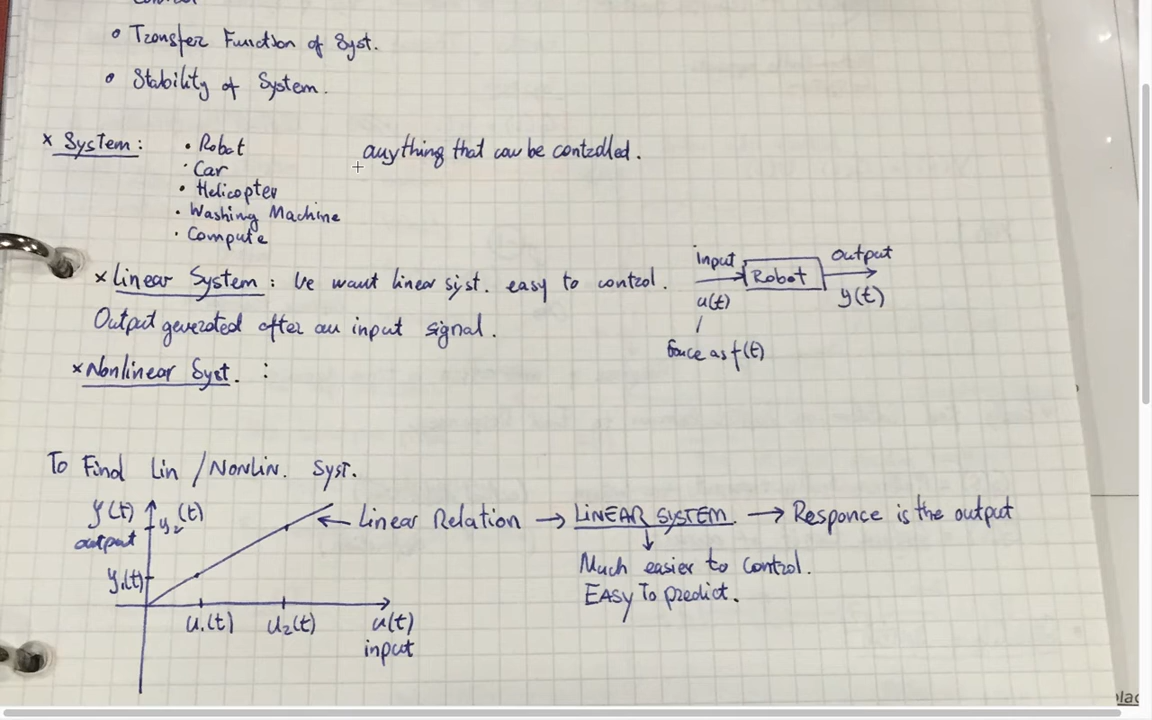 • Transfer Function of Syst.
• Stability of System.
× System:
• Robot
anything that can be controlled.
• Car
• Helicopter
• Washing Machine
• Compute
× Linear System: We want linear syst. easy to control.
input
Robot
output
u(t)
y(t)
force as f(t)
Output generated after an input signal.
× Nonlinear Syst. :
To Find Lin / NonLin. Syst.
y(t)
output
y₂(t)
← Linear Relation → LINEAR SYSTEM. → Responce is the output
Much easier to control.
EASY To predict.
y₁(t)
u₁(t)
u₂(t)
u(t)
input